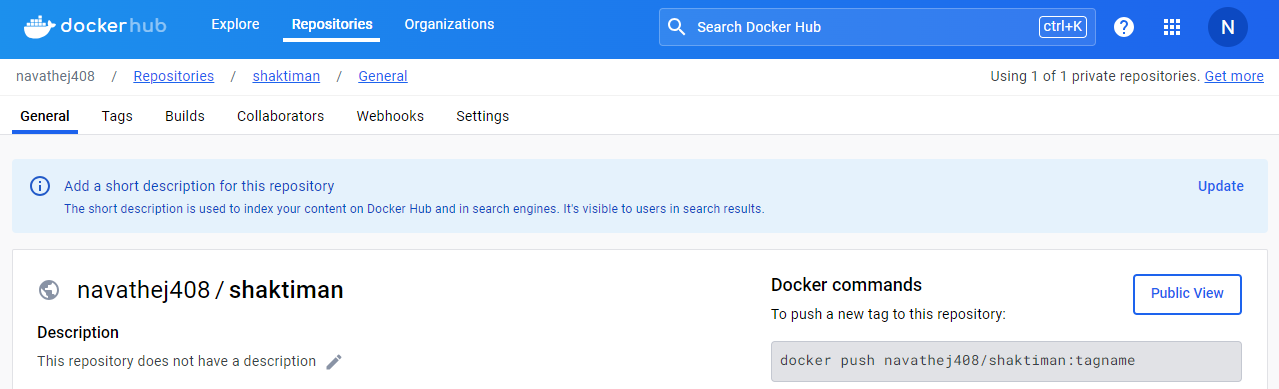 dockerhub Explore Repositories Organizations Search Docker Hub ctrl+K ? N
navathej408 / Repositories / shaktiman / General Using 1 of 1 private repositories. Get more
General Tags Builds Collaborators Webhooks Settings
Add a short description for this repository Update
The short description is used to index your content on Docker Hub and in search engines. It's visible to users in search results.
navathej408 / shaktiman
Description
This repository does not have a description
Docker commands
Public View
To push a new tag to this repository:
docker push navathej408/shaktiman:tagname